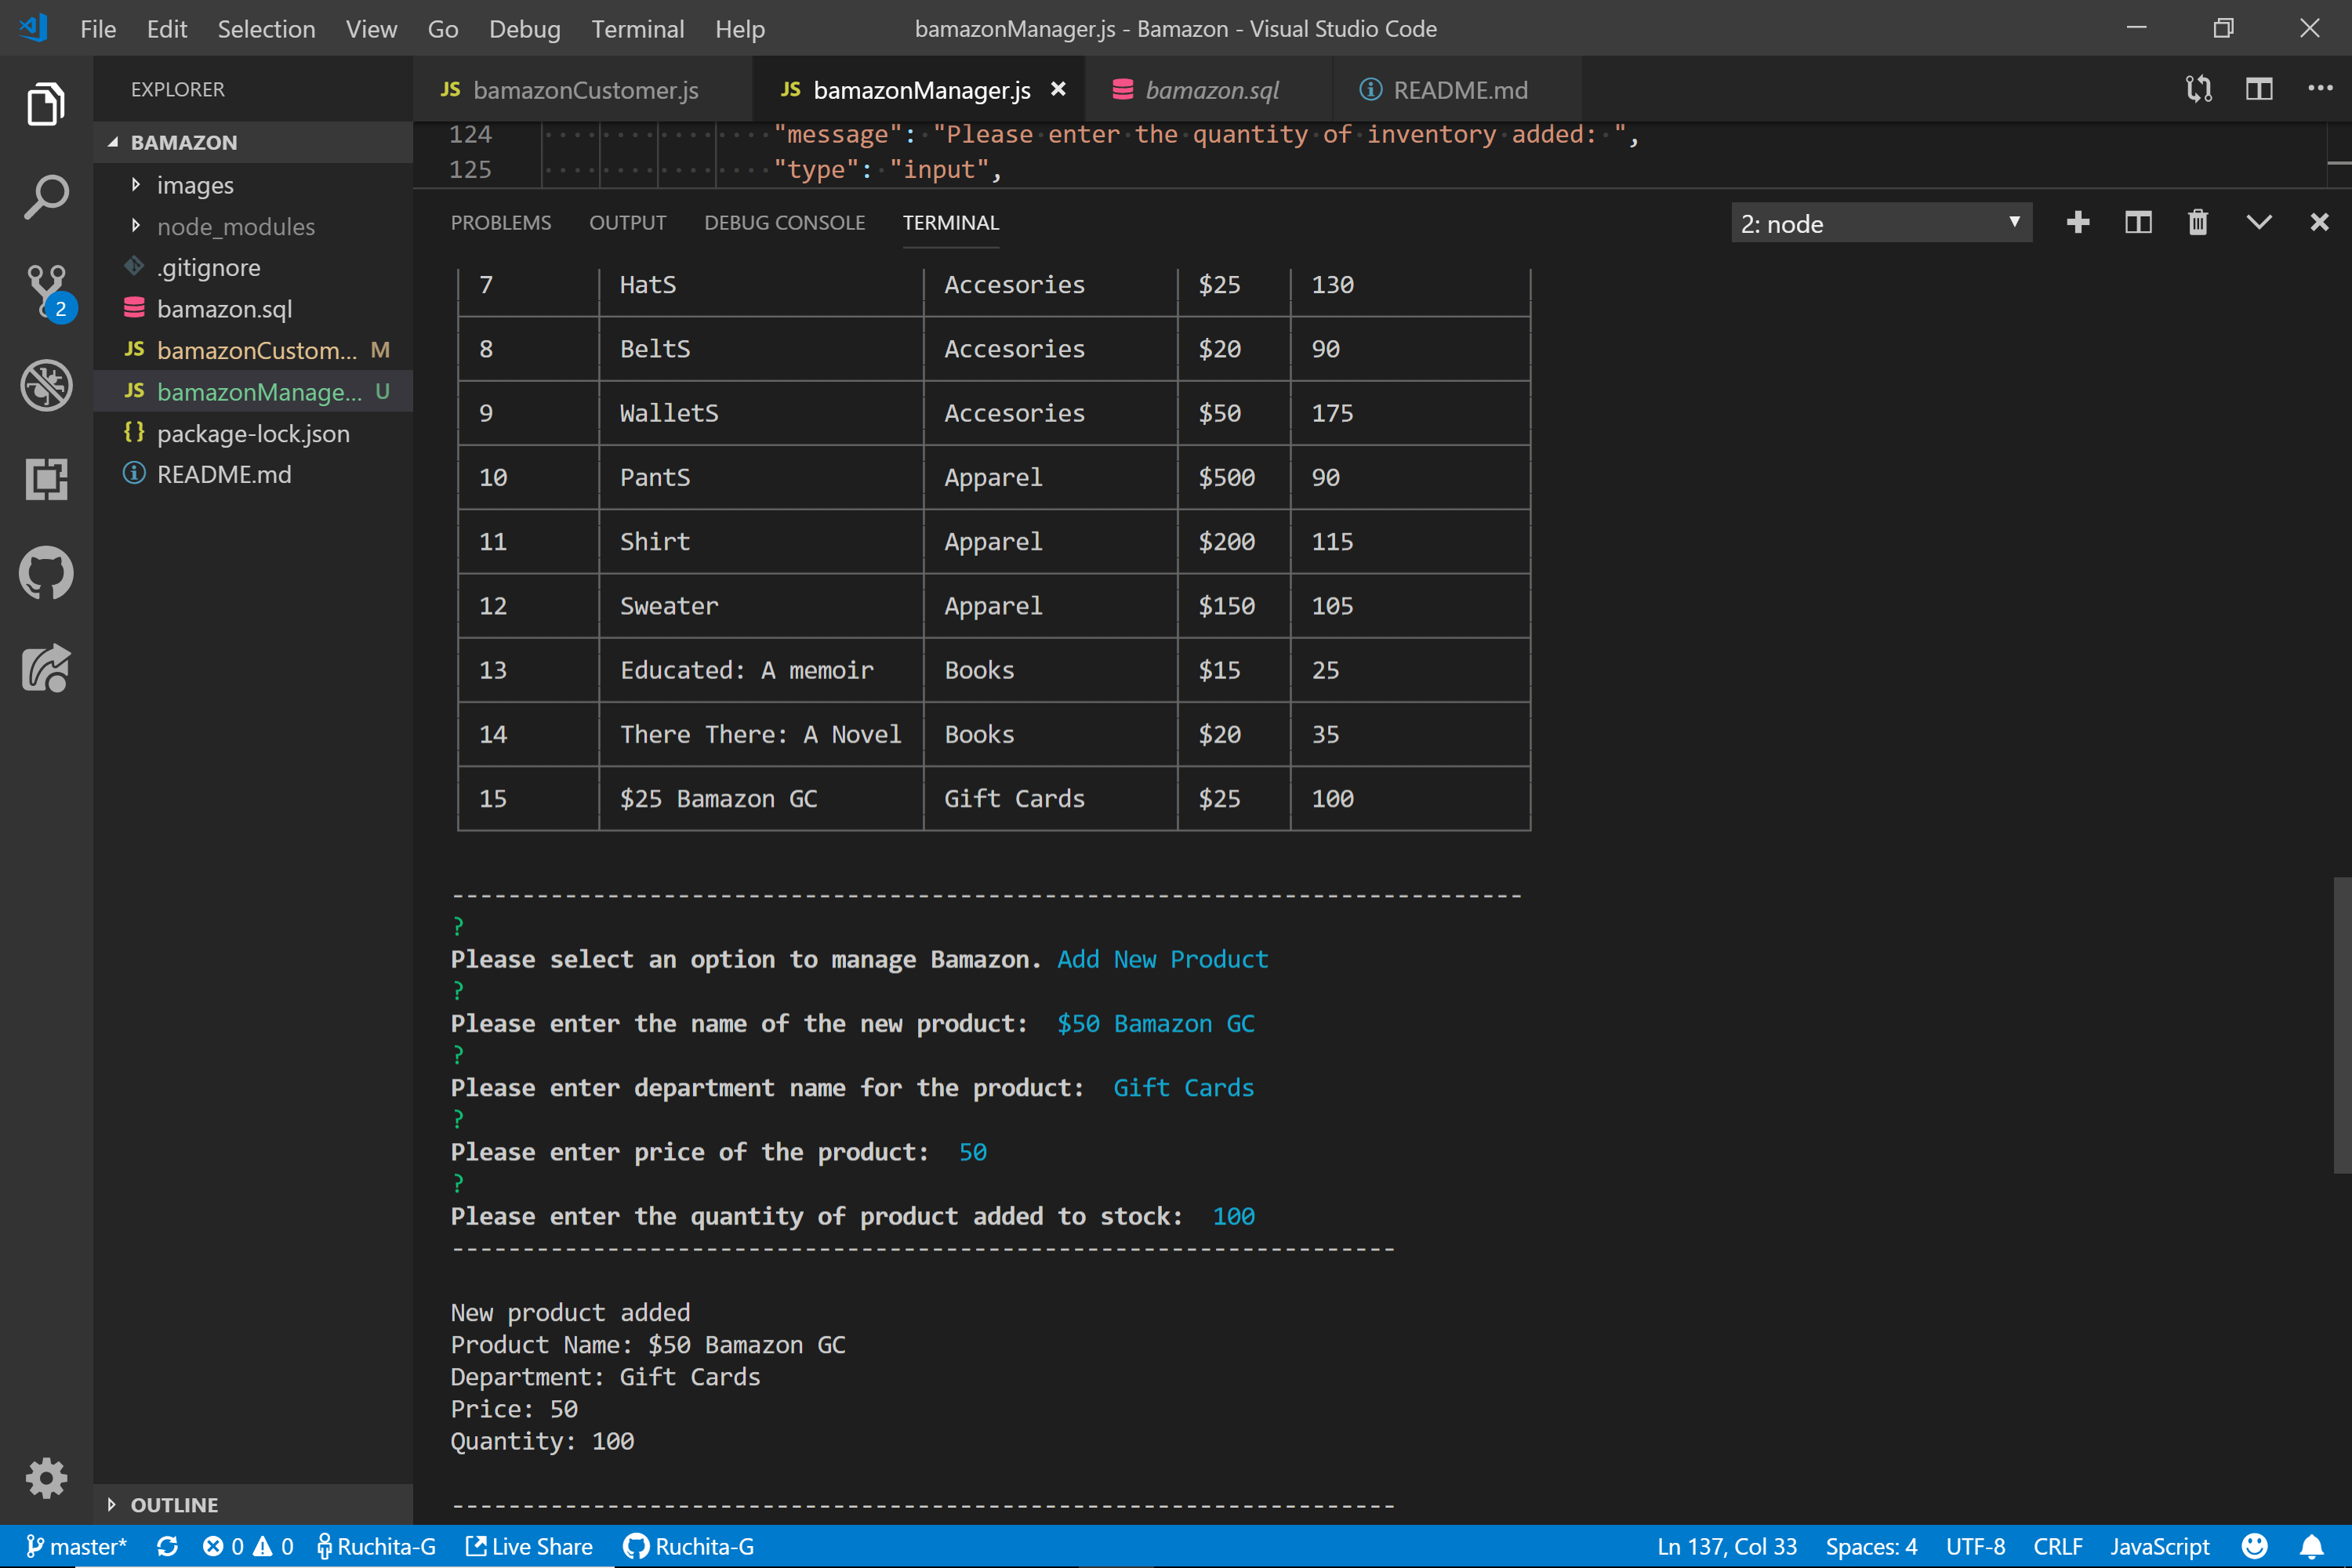 File Edit Selection View Go Debug Terminal Help
bamazonManager.js - Bamazon - Visual Studio Code
EXPLORER
BAMAZON
images
node_modules
.gitignore
bamazon.sql
JS bamazonCustom... M
JS bamazonManage... U
{} package-lock.json
README.md
OUTLINE
2
JS bamazonCustomer.js
JS bamazonManager.js
bamazon.sql
README.md
124 "message": "Please enter the quantity of inventory added: ",
125 "type": "input",
PROBLEMS OUTPUT DEBUG CONSOLE TERMINAL
2: node
7 HatS Accesories $25 130
8 BeltS Accesories $20 90
9 WalletS Accesories $50 175
10 PantS Apparel $500 90
11 Shirt Apparel $200 115
12 Sweater Apparel $150 105
13 Educated: A memoir Books $15 25
14 There There: A Novel Books $20 35
15 $25 Bamazon GC Gift Cards $25 100
----------------------------------------------------------------------------
?
Please select an option to manage Bamazon. Add New Product
?
Please enter the name of the new product: $50 Bamazon GC
?
Please enter department name for the product: Gift Cards
?
Please enter price of the product: 50
?
Please enter the quantity of product added to stock: 100
-------------------------------------------------------------------
New product added
Product Name: $50 Bamazon GC
Department: Gift Cards
Price: 50
Quantity: 100
-------------------------------------------------------------------
master* 0 0 Ruchita-G Live Share Ruchita-G
Ln 137, Col 33 Spaces: 4 UTF-8 CRLF JavaScript